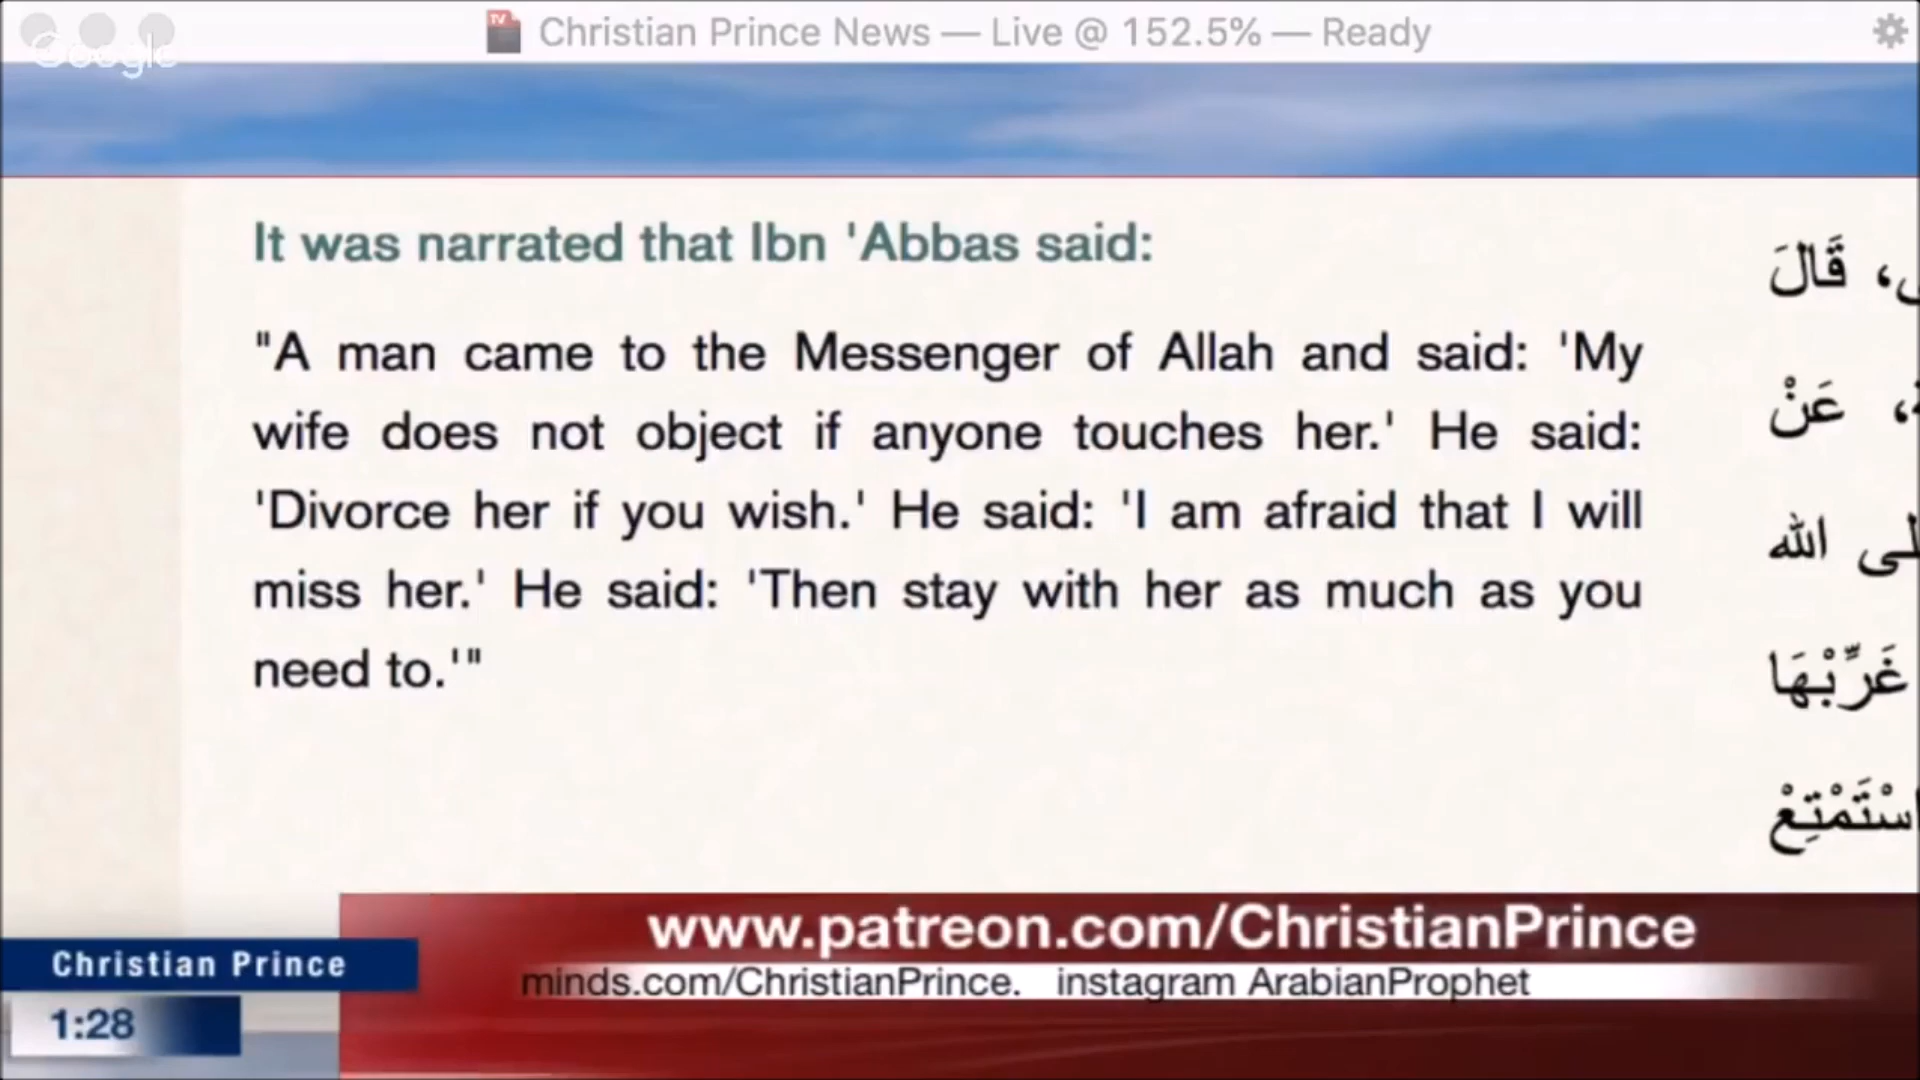 Christian Prince News — Live @ 152.5% — Ready
Google
It was narrated that Ibn 'Abbas said:
"A man came to the Messenger of Allah and said: 'My
wife does not object if anyone touches her.' He said:
'Divorce her if you wish.' He said: 'I am afraid that I will
miss her.' He said: 'Then stay with her as much as you
need to.'"
قَالَ
عَنْ
الله
غَرِّبْهَا
www.patreon.com/ChristianPrince
Christian Prince
minds.com/ChristianPrince. instagram ArabianProphet
1:28